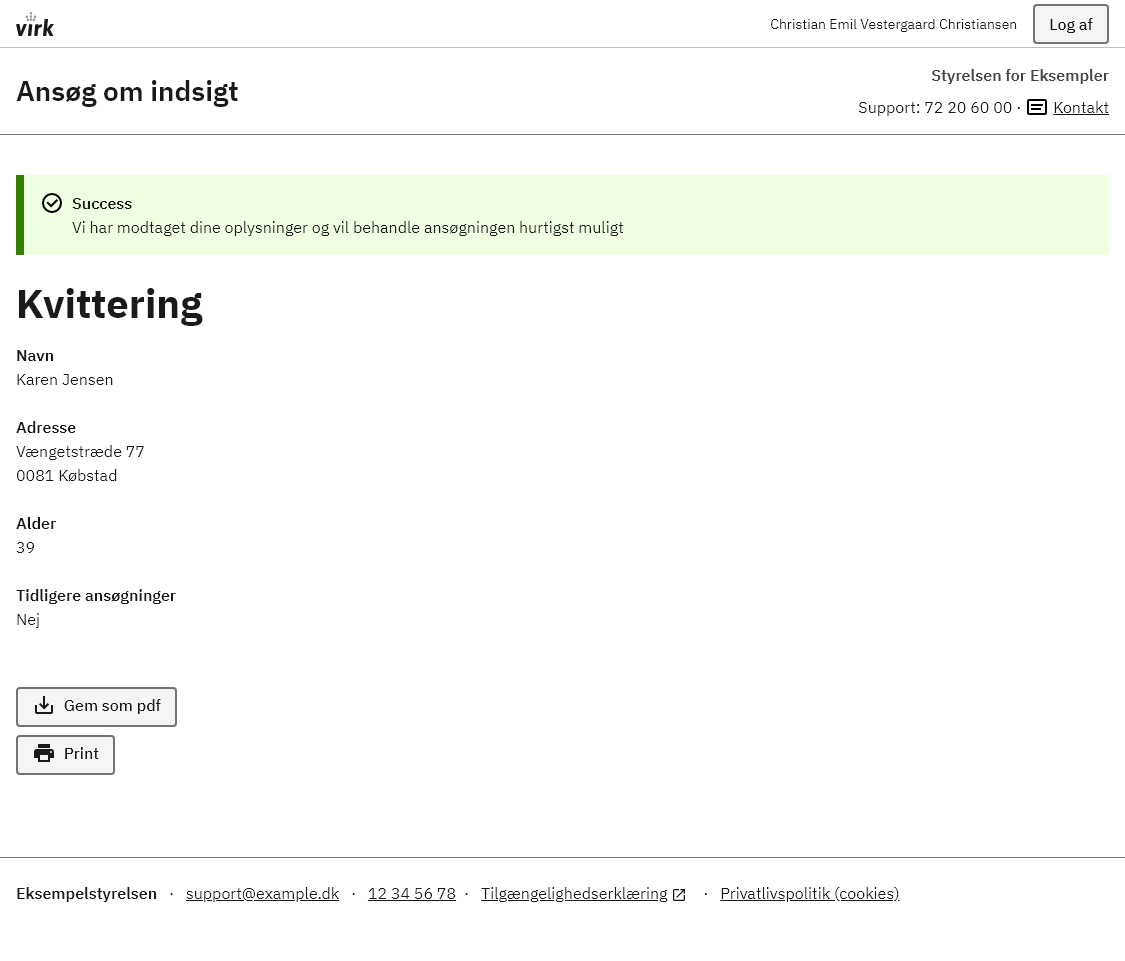 virk
Christian Emil Vestergaard Christiansen
Log af
Ansøg om indsigt
Styrelsen for Eksempler
Support: 72 20 60 00 · Kontakt
Success
Vi har modtaget dine oplysninger og vil behandle ansøgningen hurtigst muligt
Kvittering
Navn
Karen Jensen
Adresse
Vængetstræde 77
0081 Købstad
Alder
39
Tidligere ansøgninger
Nej
Gem som pdf
Print
Eksempelstyrelsen · support@example.dk · 12 34 56 78 · Tilgængelighedserklæring · Privatlivspolitik (cookies)